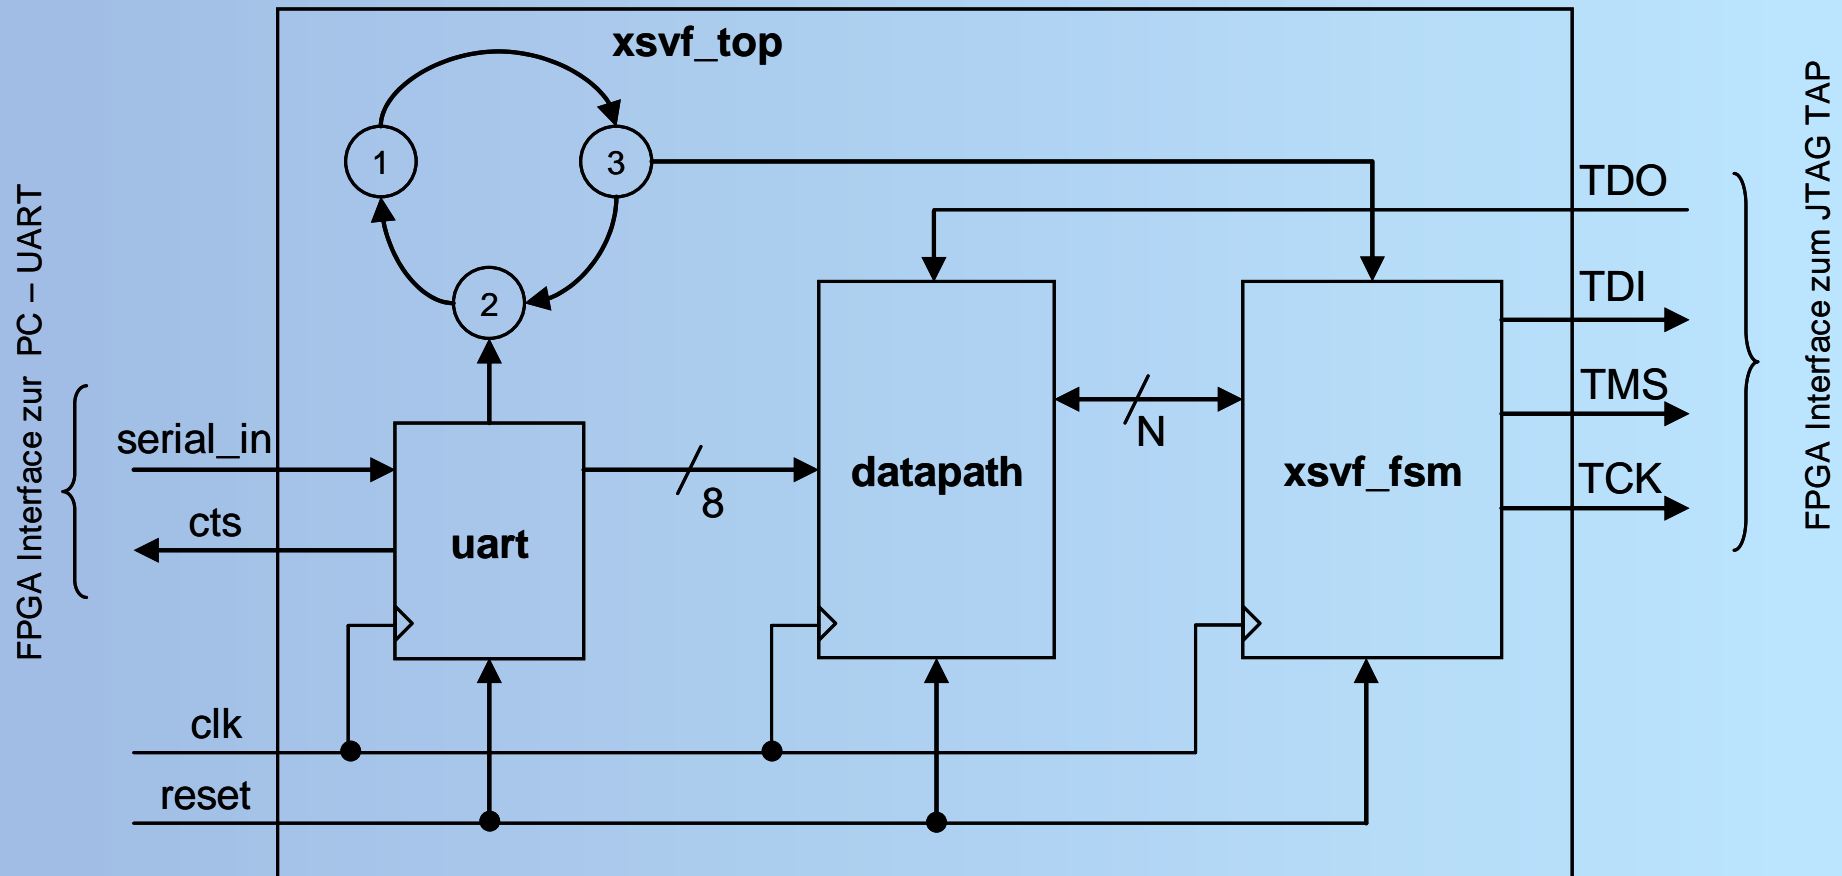 xsvf_top
1
3
2
FPGA Interface zur PC – UART
serial_in
cts
clk
reset
uart
8
datapath
N
xsvf_fsm
TDO
TDI
TMS
TCK
FPGA Interface zum JTAG TAP